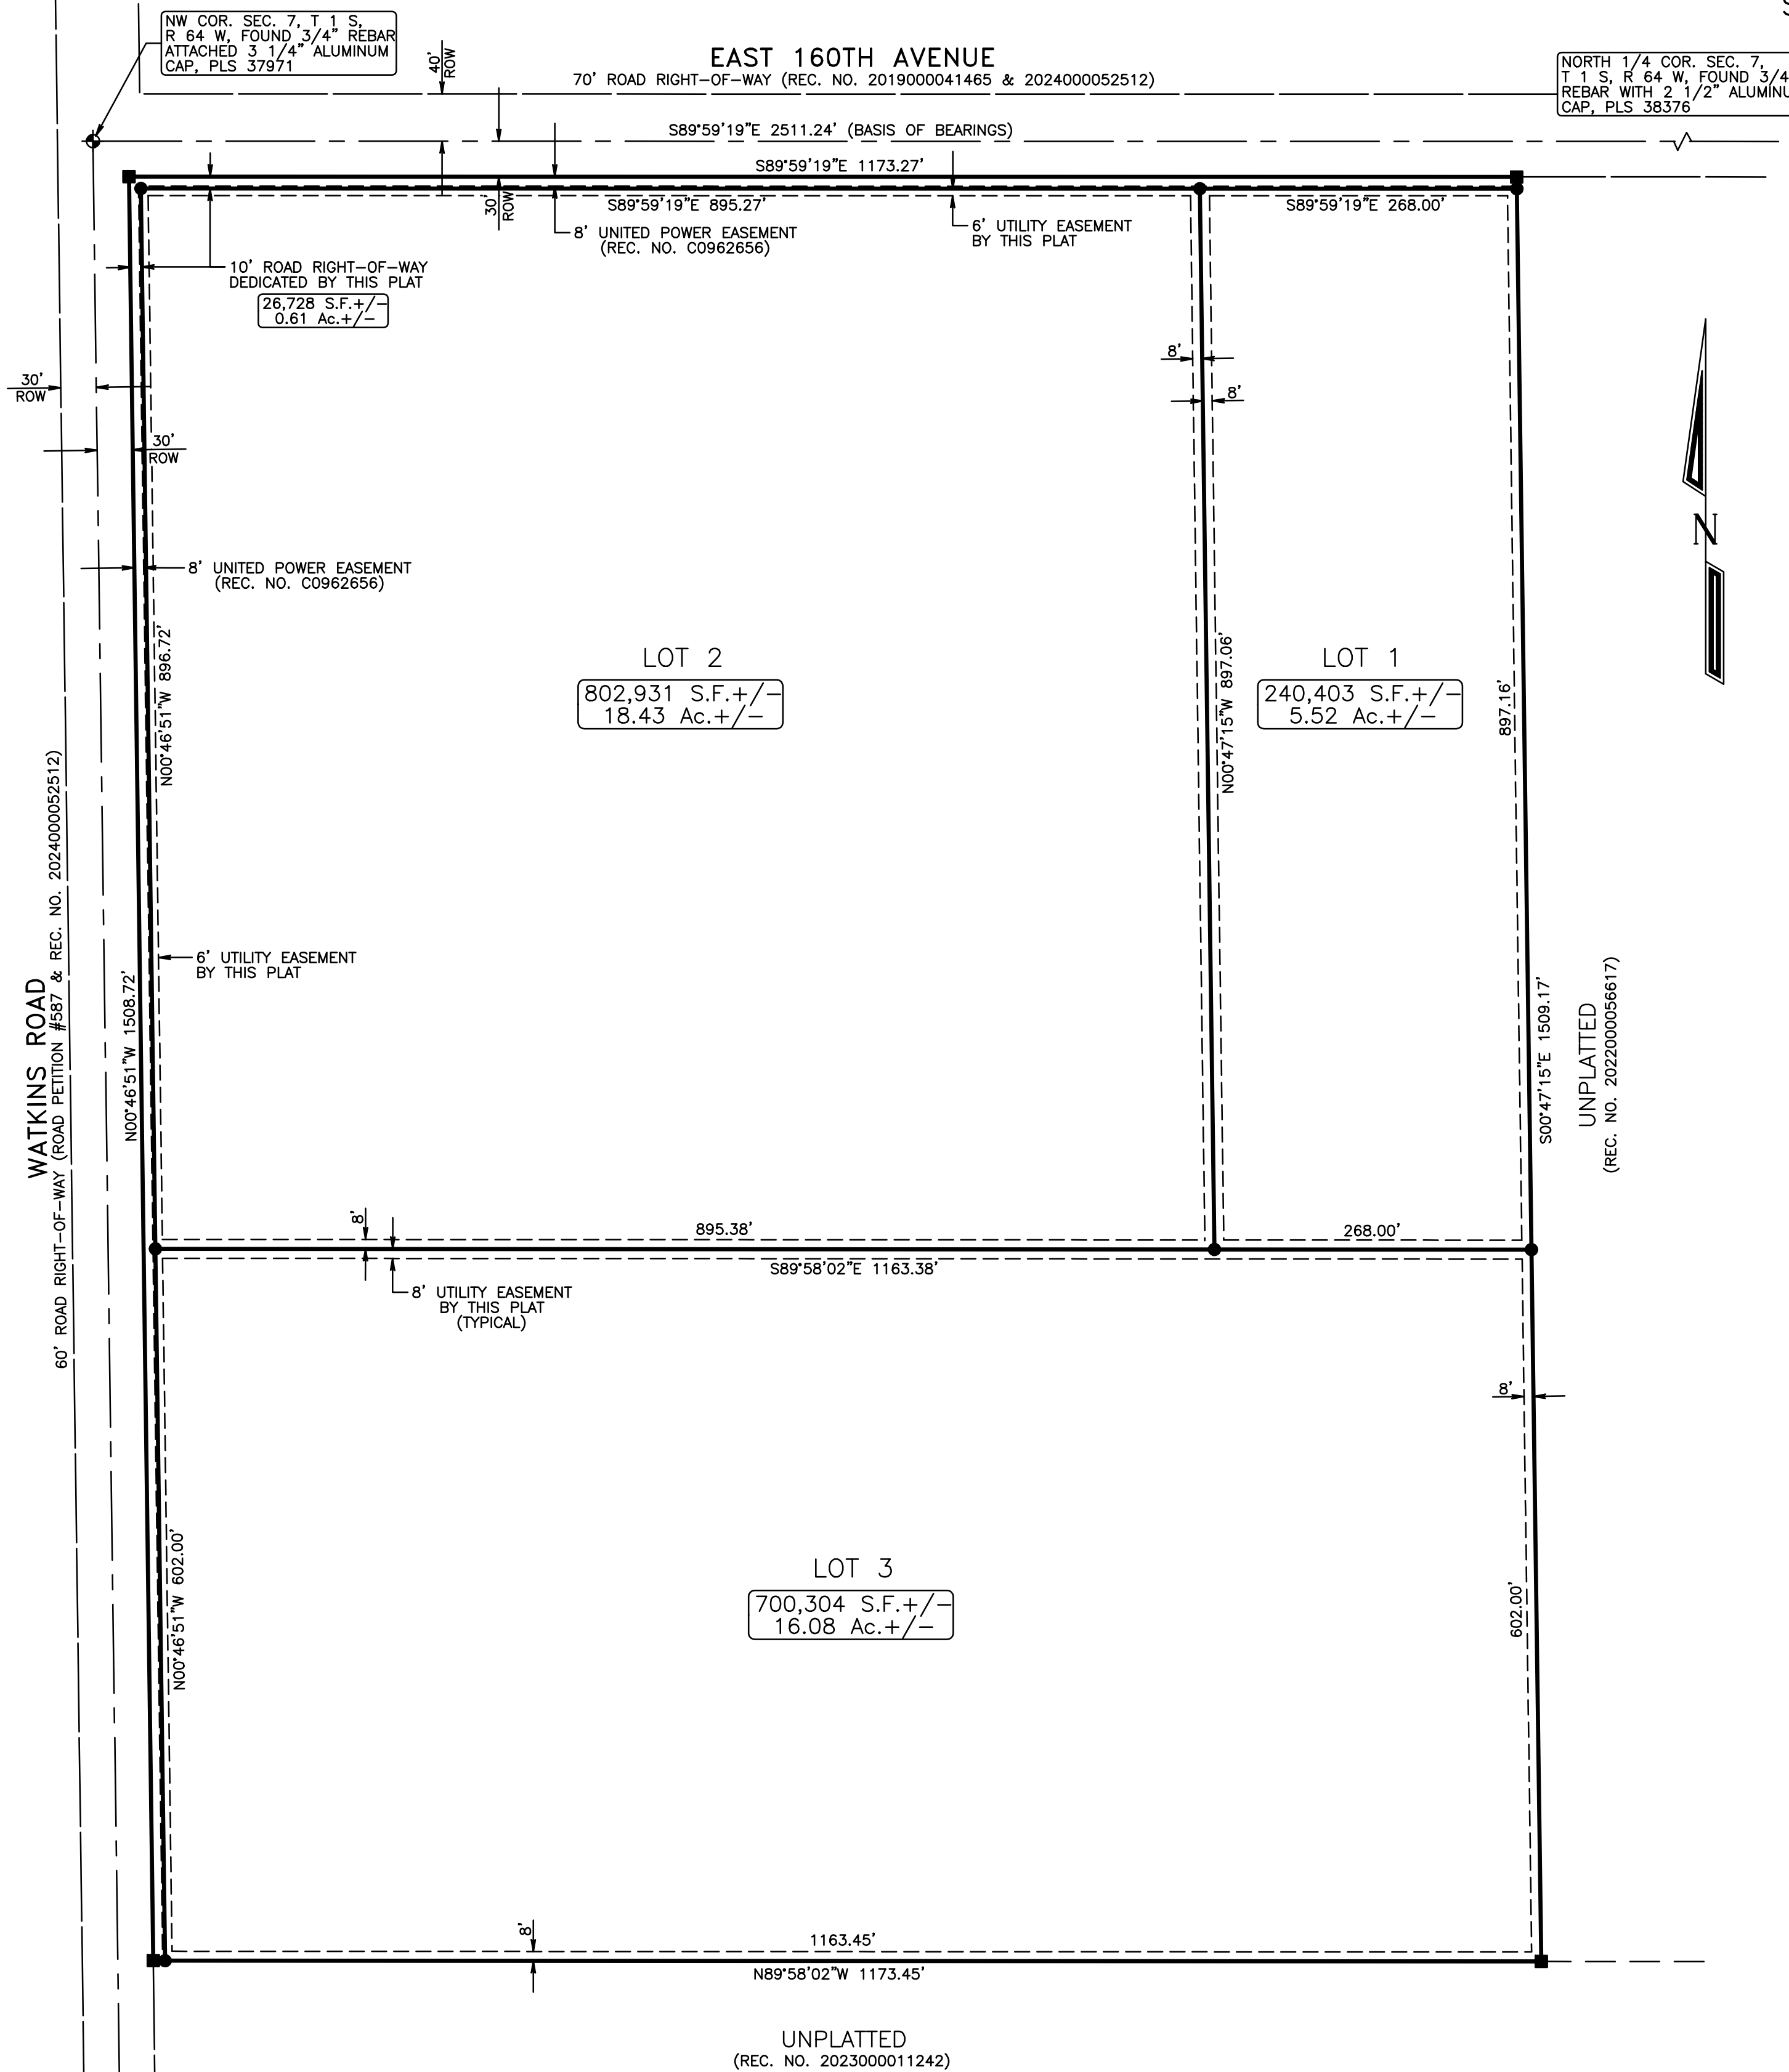 NW COR. SEC. 7, T 1 S,
R 64 W, FOUND 3/4" REBAR
ATTACHED 3 1/4" ALUMINUM
CAP, PLS 37971
40'
ROW
EAST 160TH AVENUE
70' ROAD RIGHT-OF-WAY (REC. NO. 2019000041465 & 2024000052512)
NORTH 1/4 COR. SEC. 7,
T 1 S, R 64 W, FOUND 3/4
REBAR WITH 2 1/2" ALUMINU
CAP, PLS 38376
S89°59'19"E 2511.24' (BASIS OF BEARINGS)
S89°59'19"E 1173.27'
30'
ROW
S89°59'19"E 895.27'
S89°59'19"E 268.00'
8' UNITED POWER EASEMENT
(REC. NO. C0962656)
6' UTILITY EASEMENT
BY THIS PLAT
10' ROAD RIGHT-OF-WAY
DEDICATED BY THIS PLAT
26,728 S.F.+/-
0.61 Ac.+/-
30'
ROW
8'
8'
30'
ROW
N
8' UNITED POWER EASEMENT
(REC. NO. C0962656)
N00°46'51"W 896.72'
LOT 2
802,931 S.F.+/-
18.43 Ac.+/-
N00°47'15"W 897.06'
LOT 1
240,403 S.F.+/-
5.52 Ac.+/-
897.16'
WATKINS ROAD
60' ROAD RIGHT-OF-WAY (ROAD PETITION #587 & REC. NO. 2024000052512)
N00°46'51"W 1508.72'
6' UTILITY EASEMENT
BY THIS PLAT
S00°47'15"E 1509.17'
UNPLATTED
(REC. NO. 2022000056617)
8'
895.38'
268.00'
S89°58'02"E 1163.38'
8' UTILITY EASEMENT
BY THIS PLAT
(TYPICAL)
8'
N00°46'51"W 602.00'
LOT 3
700,304 S.F.+/-
16.08 Ac.+/-
602.00'
8'
1163.45'
N89°58'02"W 1173.45'
UNPLATTED
(REC. NO. 2023000011242)